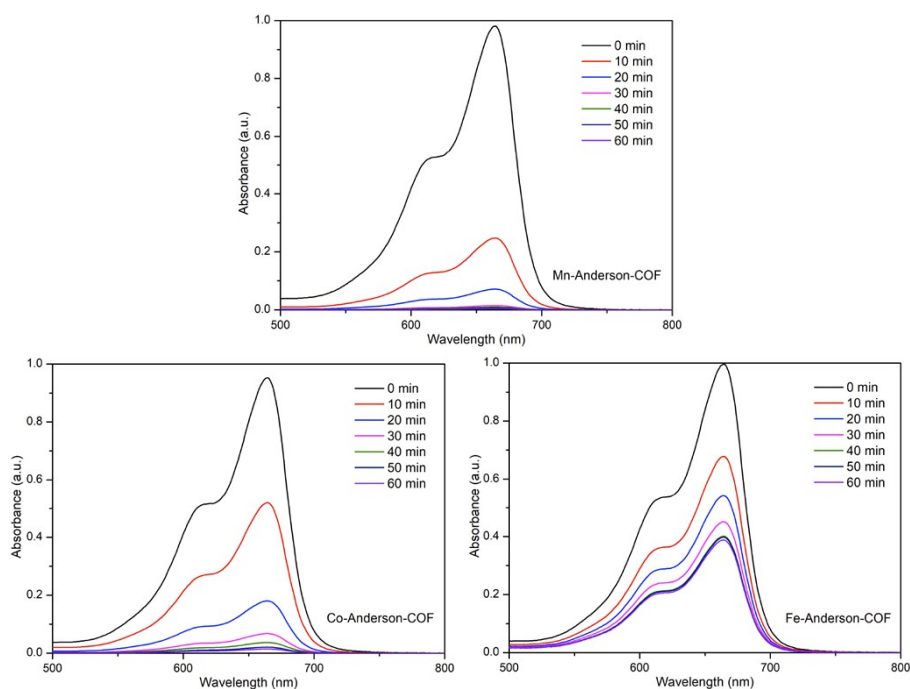 1.0
0.8
0.6
0.4
0.2
0.0
Absorbance (a.u.)
0 min
10 min
20 min
30 min
40 min
50 min
60 min
Mn-Anderson-COF
500
600
700
800
Wavelength (nm)
1.0
0.8
0.6
0.4
0.2
0.0
Absorbance (a.u.)
0 min
10 min
20 min
30 min
40 min
50 min
60 min
Co-Anderson-COF
500
600
700
800
Wavelength (nm)
1.0
0.8
0.6
0.4
0.2
0.0
Absorbance (a.u.)
0 min
10 min
20 min
30 min
40 min
50 min
60 min
Fe-Anderson-COF
500
600
700
800
Wavelength (nm)